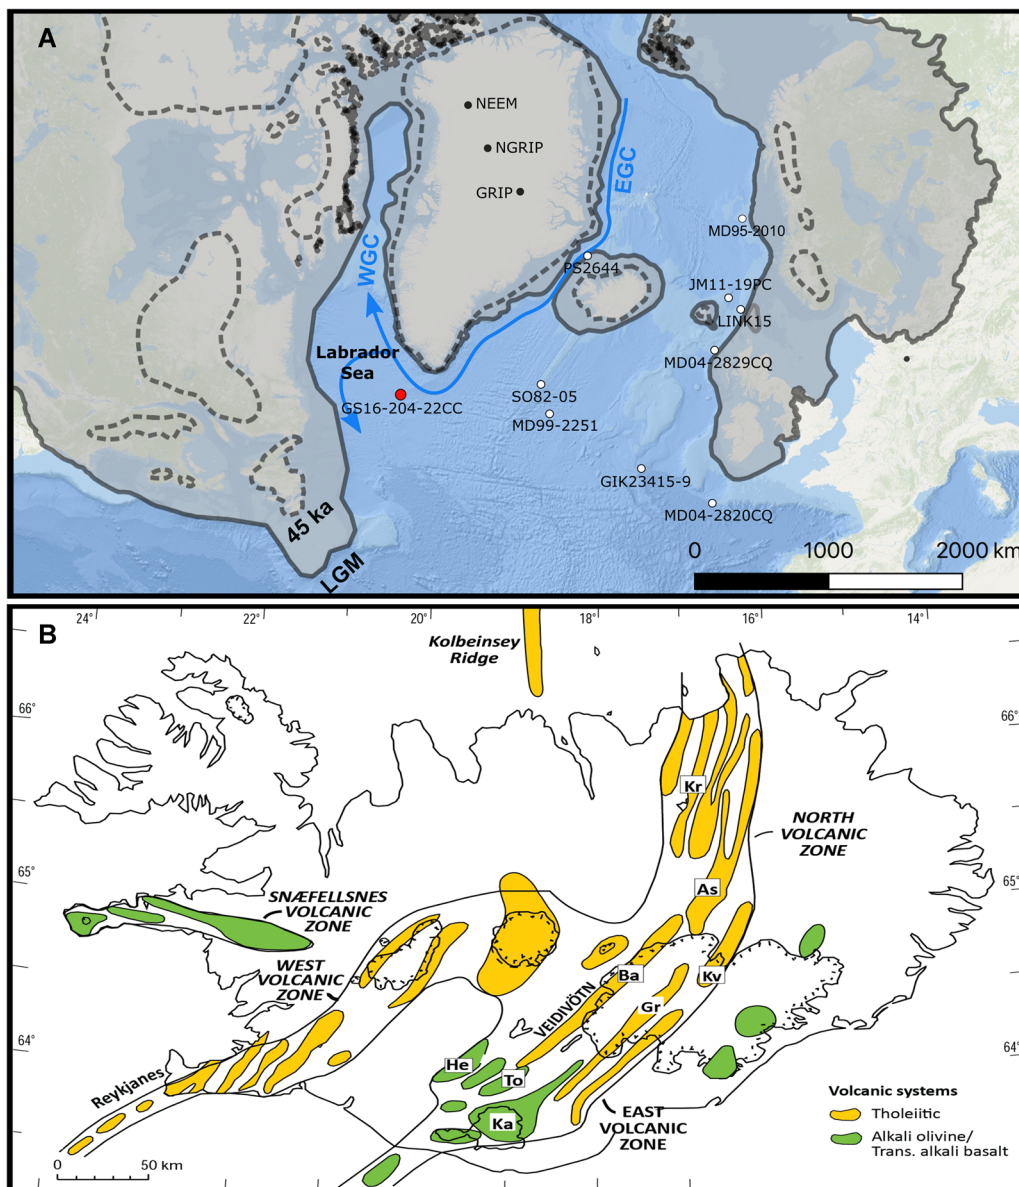 A
NEEM
NGRIP
GRIP
EGC
WGC
MD95-2010
PS2644
JM11-19PC
LINK15
Labrador
Sea
MD04-2829CQ
GS16-204-22CC
SO82-05
MD99-2251
GIK23415-9
MD04-2820CQ
45 ka
LGM
0 1000 2000 km
B
24° 22° 20° 18° 16° 14°
Kolbeinsey
Ridge
66° 66°
Kr
NORTH
VOLCANIC
ZONE
65° 65°
As
SNÆFELLSNES
VOLCANIC
ZONE
WEST
VOLCANIC
ZONE
Ba
Kv
VEIDIVÖTN
Gr
64° 64°
He
To
Reykjanes
Ka
EAST
VOLCANIC
ZONE
Volcanic systems
Tholeiitic
Alkali olivine/
Trans. alkali basalt
0 50 km